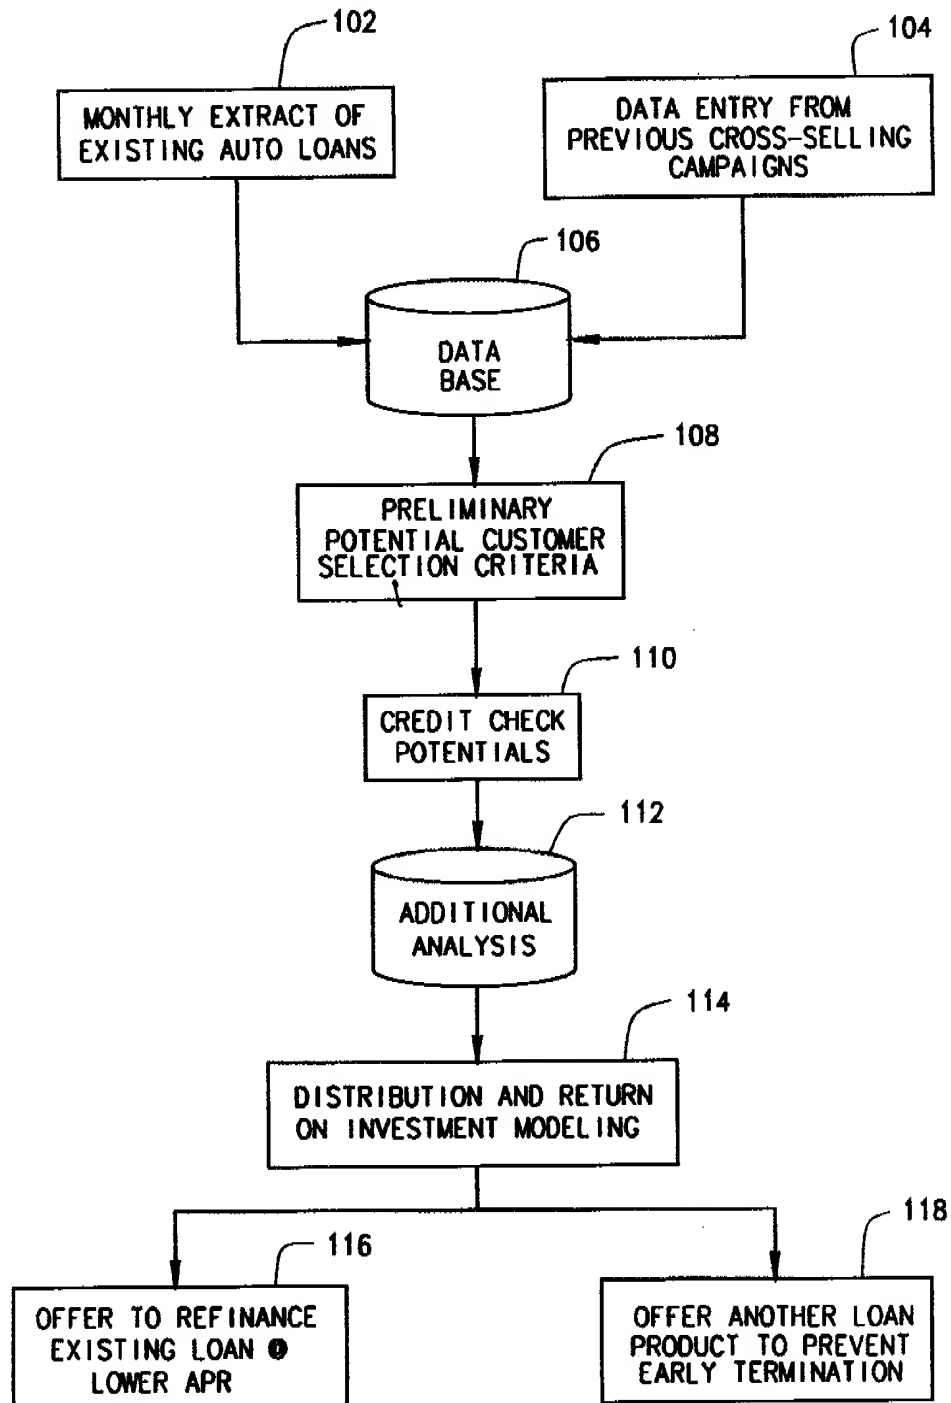 102
104
MONTHLY EXTRACT OF
EXISTING AUTO LOANS
DATA ENTRY FROM
PREVIOUS CROSS-SELLING
CAMPAIGNS
106
DATA
BASE
108
PRELIMINARY
POTENTIAL CUSTOMER
SELECTION CRITERIA
110
CREDIT CHECK
POTENTIALS
112
ADDITIONAL
ANALYSIS
114
DISTRIBUTION AND RETURN
ON INVESTMENT MODELING
116
118
OFFER TO REFINANCE
EXISTING LOAN @
LOWER APR
OFFER ANOTHER LOAN
PRODUCT TO PREVENT
EARLY TERMINATION